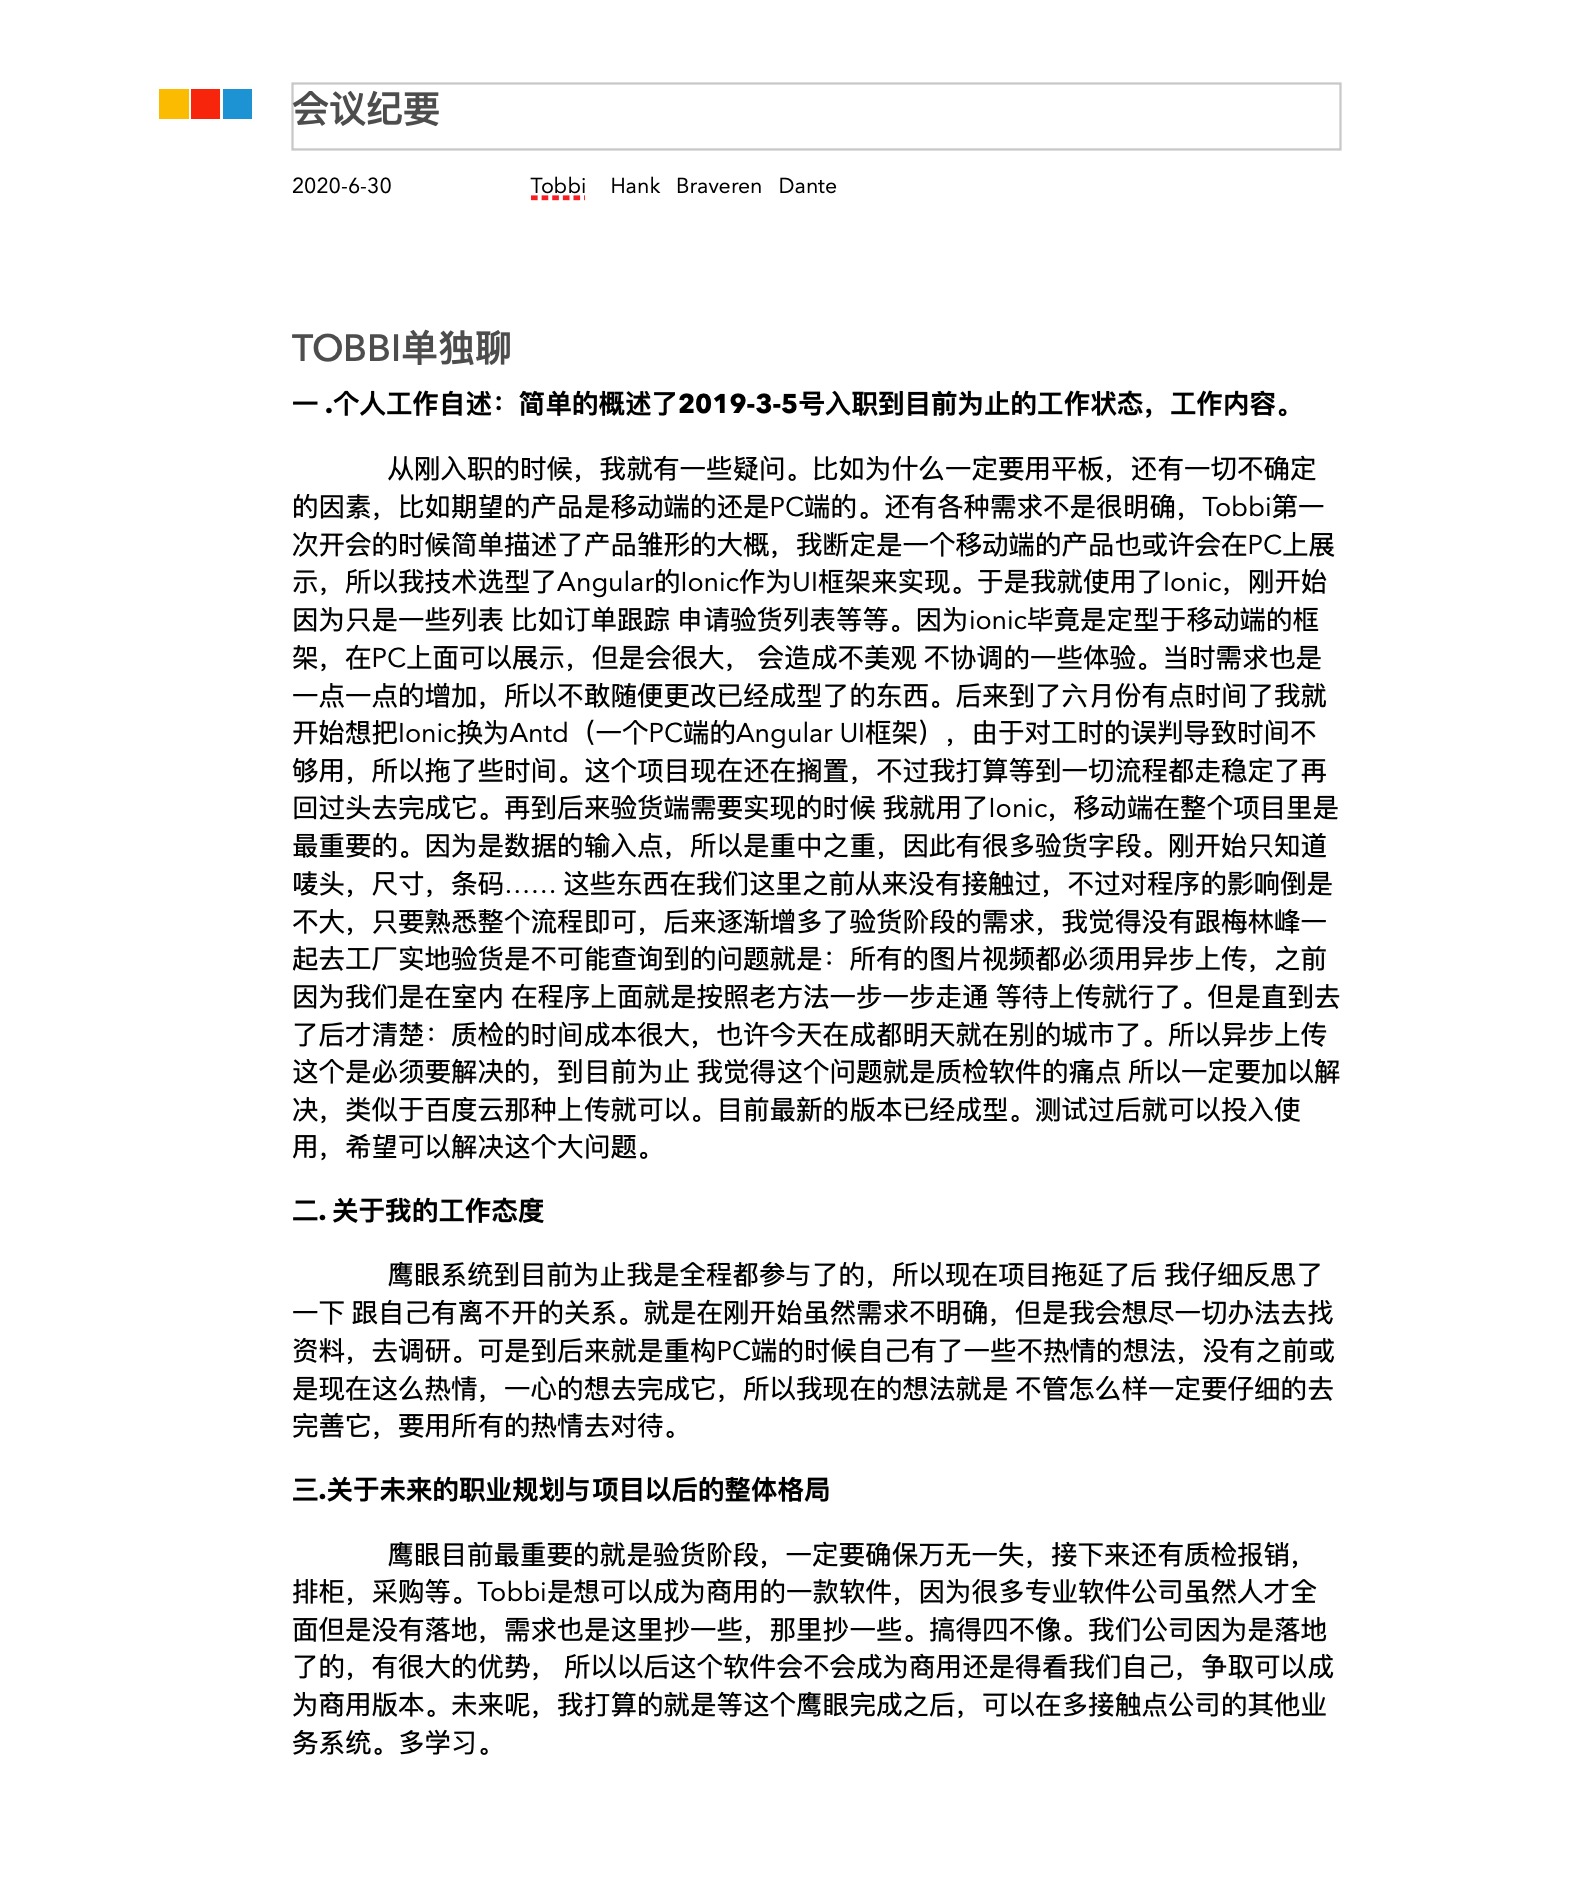 会议纪要
2020-6-30 Tobbi Hank Braveren Dante
TOBBI单独聊
一 .个人工作自述：简单的概述了2019-3-5号入职到目前为止的工作状态，工作内容。
从刚入职的时候，我就有一些疑问。比如为什么一定要用平板，还有一切不确定
的因素，比如期望的产品是移动端的还是PC端的。还有各种需求不是很明确，Tobbi第一
次开会的时候简单描述了产品雏形的大概，我断定是一个移动端的产品也或许会在PC上展
示，所以我技术选型了Angular的Ionic作为UI框架来实现。于是我就使用了Ionic，刚开始
因为只是一些列表 比如订单跟踪 申请验货列表等等。因为ionic毕竟是定型于移动端的框
架，在PC上面可以展示，但是会很大， 会造成不美观 不协调的一些体验。当时需求也是
一点一点的增加，所以不敢随便更改已经成型了的东西。后来到了六月份有点时间了我就
开始想把Ionic换为Antd（一个PC端的Angular UI框架），由于对工时的误判导致时间不
够用，所以拖了些时间。这个项目现在还在搁置，不过我打算等到一切流程都走稳定了再
回过头去完成它。再到后来验货端需要实现的时候 我就用了Ionic，移动端在整个项目里是
最重要的。因为是数据的输入点，所以是重中之重，因此有很多验货字段。刚开始只知道
唛头，尺寸，条码…… 这些东西在我们这里之前从来没有接触过，不过对程序的影响倒是
不大，只要熟悉整个流程即可，后来逐渐增多了验货阶段的需求，我觉得没有跟梅林峰一
起去工厂实地验货是不可能查询到的问题就是：所有的图片视频都必须用异步上传，之前
因为我们是在室内 在程序上面就是按照老方法一步一步走通 等待上传就行了。但是直到去
了后才清楚：质检的时间成本很大，也许今天在成都明天就在别的城市了。所以异步上传
这个是必须要解决的，到目前为止 我觉得这个问题就是质检软件的痛点 所以一定要加以解
决，类似于百度云那种上传就可以。目前最新的版本已经成型。测试过后就可以投入使
用，希望可以解决这个大问题。
二. 关于我的工作态度
鹰眼系统到目前为止我是全程都参与了的，所以现在项目拖延了后 我仔细反思了
一下 跟自己有离不开的关系。就是在刚开始虽然需求不明确，但是我会想尽一切办法去找
资料，去调研。可是到后来就是重构PC端的时候自己有了一些不热情的想法，没有之前或
是现在这么热情，一心的想去完成它，所以我现在的想法就是 不管怎么样一定要仔细的去
完善它，要用所有的热情去对待。
三.关于未来的职业规划与项目以后的整体格局
鹰眼目前最重要的就是验货阶段，一定要确保万无一失，接下来还有质检报销，
排柜，采购等。Tobbi是想可以成为商用的一款软件，因为很多专业软件公司虽然人才全
面但是没有落地，需求也是这里抄一些，那里抄一些。搞得四不像。我们公司因为是落地
了的，有很大的优势， 所以以后这个软件会不会成为商用还是得看我们自己，争取可以成
为商用版本。未来呢，我打算的就是等这个鹰眼完成之后，可以在多接触点公司的其他业
务系统。多学习。